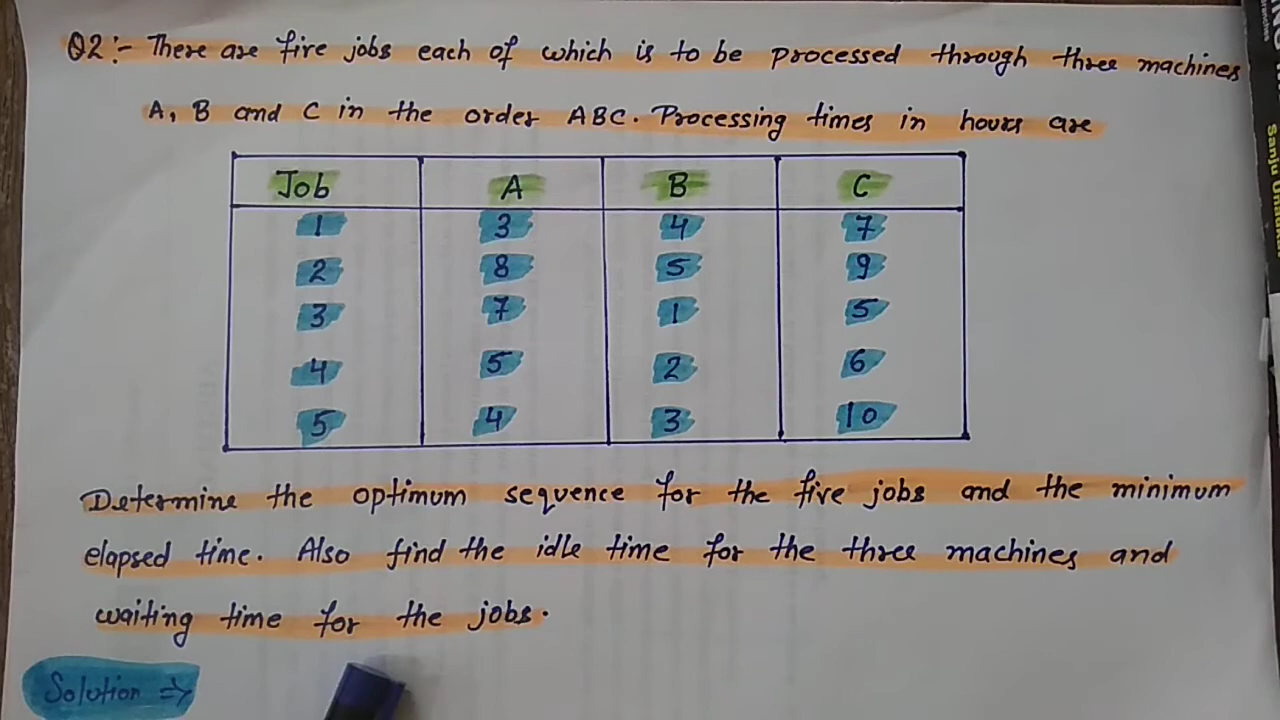 Q2:- There are five jobs each of which is to be processed through three machines
A, B and C in the order ABC. Processing times in hours are
Job A B C
1 3 4 7
2 8 5 9
3 7 1 5
4 5 2 6
5 4 3 10
Determine the optimum sequence for the five jobs and the minimum
elapsed time. Also find the idle time for the three machines and
waiting time for the jobs.
Solution ⇒